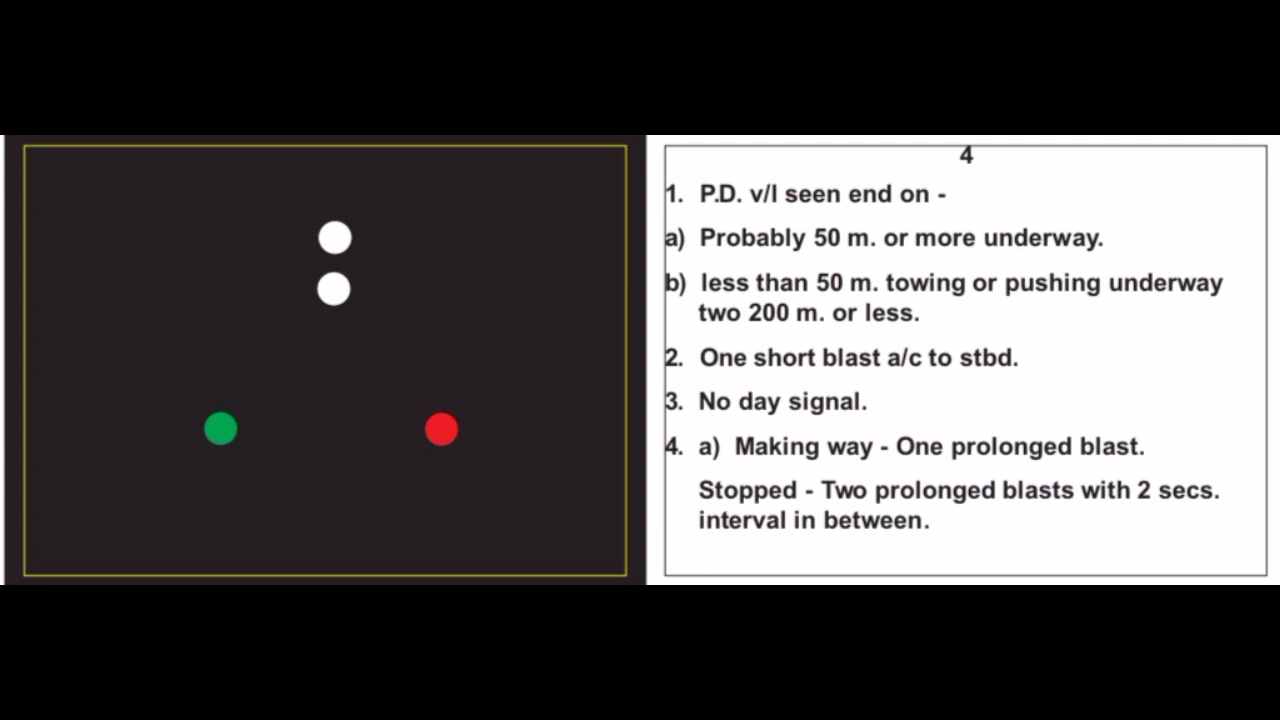 4
1. P.D. v/l seen end on -
a) Probably 50 m. or more underway.
b) less than 50 m. towing or pushing underway
two 200 m. or less.
2. One short blast a/c to stbd.
3. No day signal.
4. a) Making way - One prolonged blast.
Stopped - Two prolonged blasts with 2 secs.
interval in between.